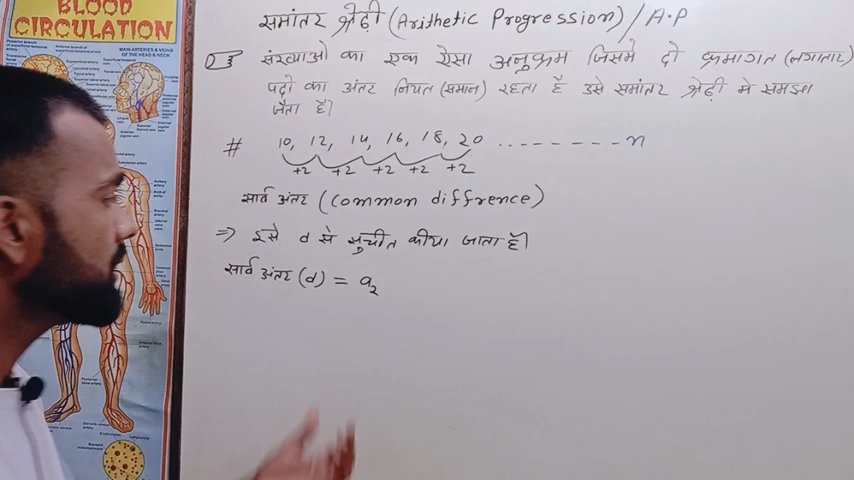 BLOOD
CIRCULATION
MAIN ARTERIES & VEINS
OF THE HEAD & NECK
समांतर श्रेढ़ी (Arithetic Progression) / A.P
संख्याओ का एक ऐसा अनुक्रम जिसमे दो क्रमागत (लगातार)
पदो का अंतर नियत (समान) रहता है उसे समांतर श्रेढ़ी मे समझा
जैता है।
# 10, 12, 14, 16, 18, 20 --------- n
+2 +2 +2 +2 +2
सार्व अंतर (Common difference)
⇒ इसे d से सुचीत कीया जाता है।
सार्व अंतर (d) = a₂